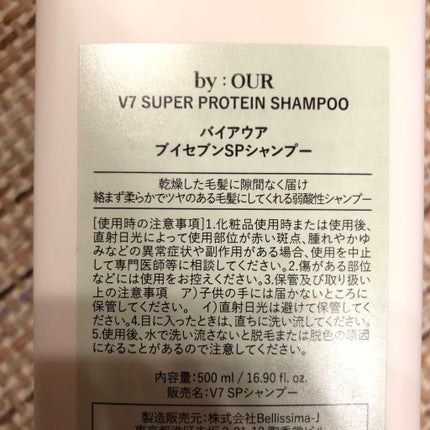 by : OUR
V7 SUPER PROTEIN SHAMPOO
バイアウア
ブイセブンSPシャンプー
乾燥した毛髪に隙間なく届け
絡まず柔らかでツヤのある毛髪にしてくれる弱酸性シャンプー
[使用時の注意事項]1.化粧品使用時または使用後、
直射日光によって使用部位が赤い斑点、腫れやかゆ
みなどの異常症状や副作用がある場合、使用を中止
して専門医師等に相談してください。2.傷がある部位
などには使用をお控えください。3.保管及び取り扱い
上の注意事項　ア)子供の手には届かないところに
保管してください。　イ)直射日光は避けて保管してく
ださい。4.目に入ったときは、直ちに洗い流してください。
5.使用後、水で洗い流さないと脱毛または脱色の原因
になることがあるので注意してください。
内容量:500 ml / 16.90 fl. oz.
販売名:V7 SPシャンプー
製造販売元:株式会社Bellissima-J